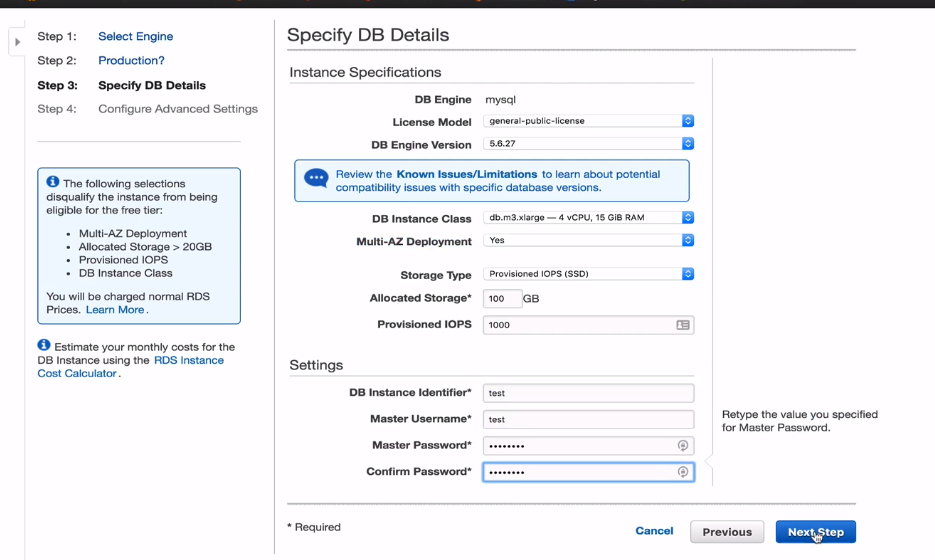 Step 1: Select Engine
Step 2: Production?
Step 3: Specify DB Details
Step 4: Configure Advanced Settings
The following selections
disqualify the instance from being
eligible for the free tier:
• Multi-AZ Deployment
• Allocated Storage > 20GB
• Provisioned IOPS
• DB Instance Class
You will be charged normal RDS
Prices. Learn More.
Estimate your monthly costs for the
DB Instance using the RDS Instance
Cost Calculator.
Specify DB Details
Instance Specifications
DB Engine mysql
License Model general-public-license
DB Engine Version 5.6.27
Review the Known Issues/Limitations to learn about potential
compatibility issues with specific database versions.
DB Instance Class db.m3.xlarge — 4 vCPU, 15 GiB RAM
Multi-AZ Deployment Yes
Storage Type Provisioned IOPS (SSD)
Allocated Storage* 100 GB
Provisioned IOPS 1000
Settings
DB Instance Identifier* test
Master Username* test
Master Password* ••••••••
Confirm Password* ••••••••
Retype the value you specified
for Master Password.
* Required
Cancel Previous Next Step